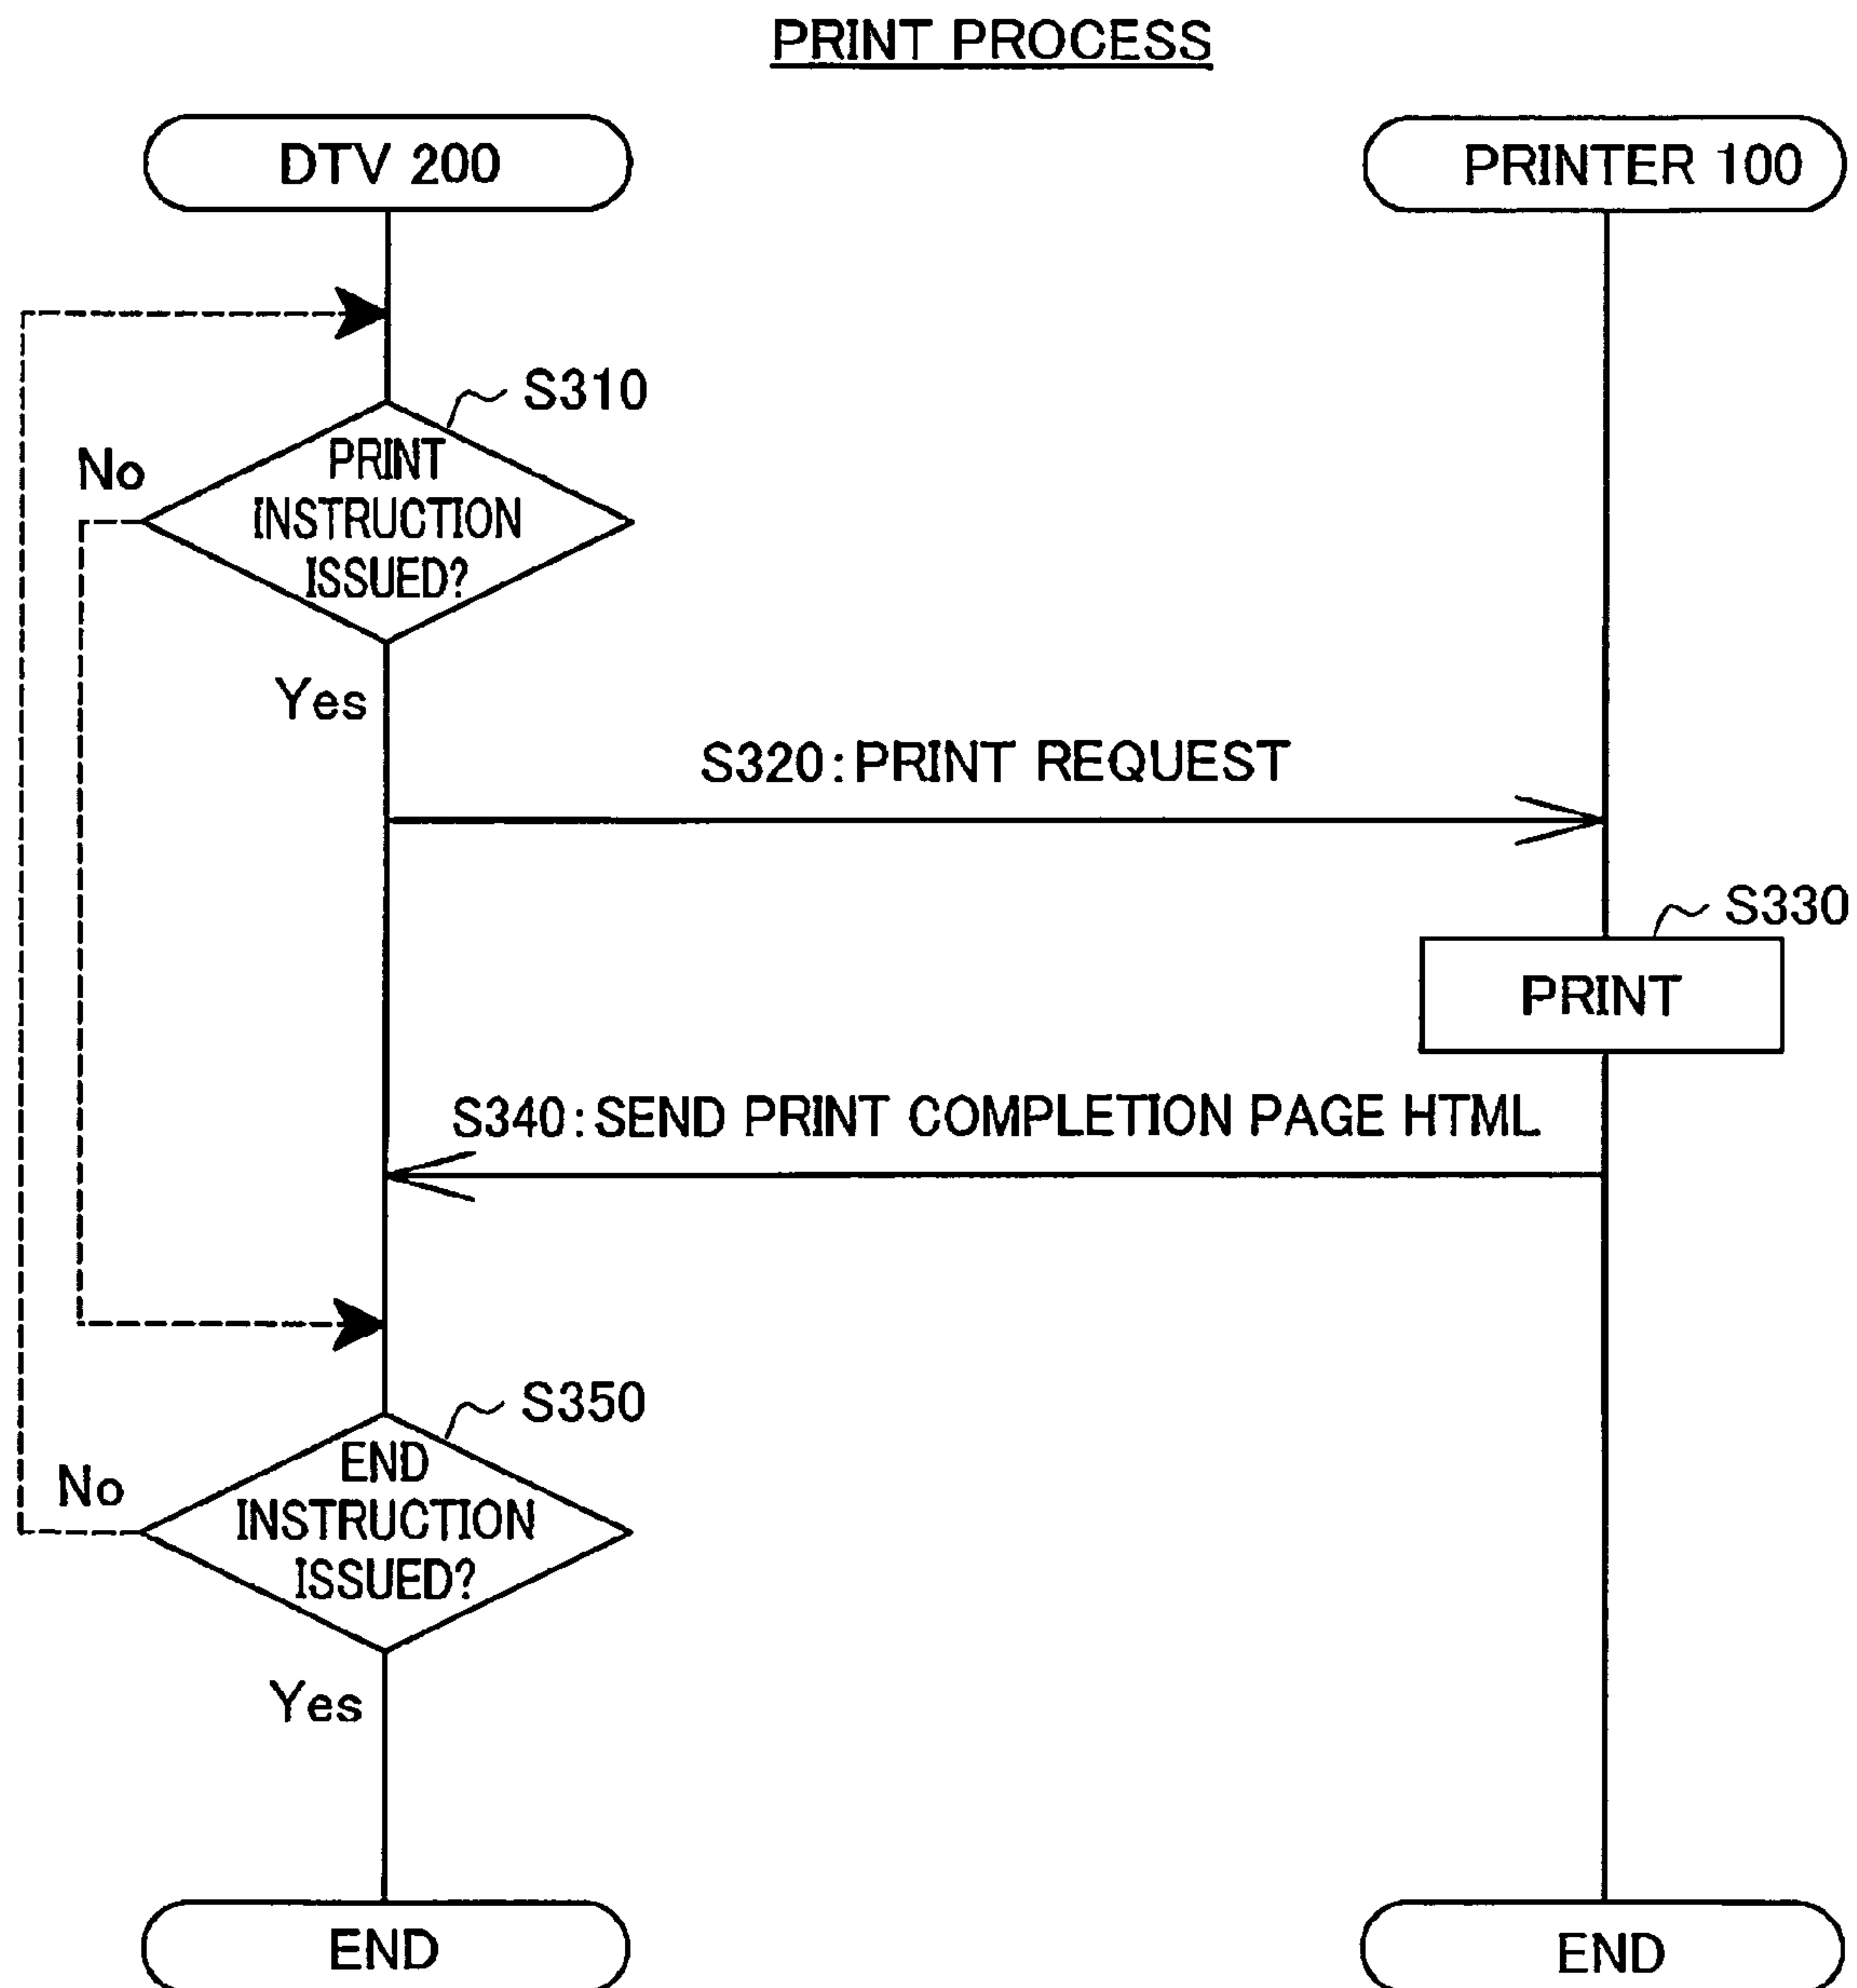 PRINT PROCESS
DTV 200
PRINTER 100
S310
No
PRINT
INSTRUCTION
ISSUED?
Yes
S320:PRINT REQUEST
S330
PRINT
S340:SEND PRINT COMPLETION PAGE HTML
S350
No
END
INSTRUCTION
ISSUED?
Yes
END
END